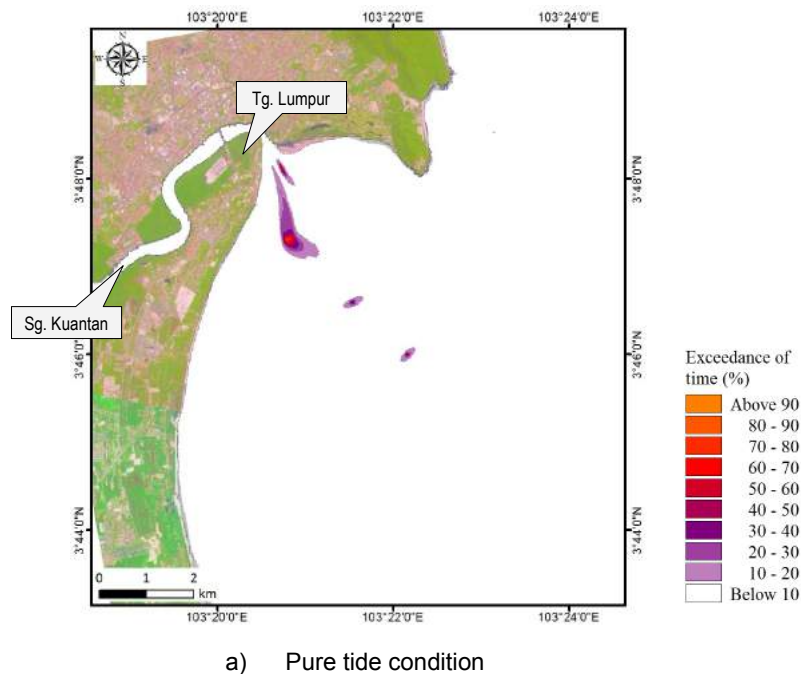 103°20'0"E 103°22'0"E 103°24'0"E
N
W E
S
Tg. Lumpur
3°48'0"N 3°48'0"N
Sg. Kuantan
3°46'0"N 3°46'0"N
Exceedance of
time (%)
Above 90
80 - 90
70 - 80
60 - 70
50 - 60
40 - 50
30 - 40
20 - 30
10 - 20
Below 10
3°44'0"N 3°44'0"N
0 1 2
km
103°20'0"E 103°22'0"E 103°24'0"E
a) Pure tide condition